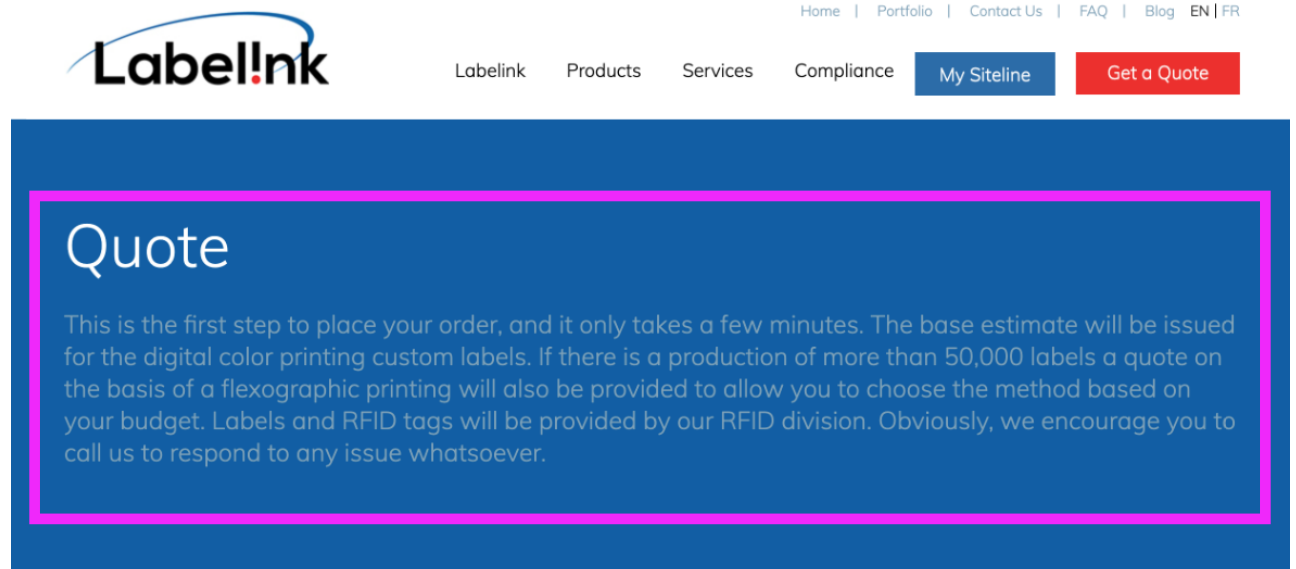 Home | Portfolio | Contact Us | FAQ | Blog EN | FR
Label!nk
Labelink Products Services Compliance My Siteline Get a Quote
Quote
This is the first step to place your order, and it only takes a few minutes. The base estimate will be issued
for the digital color printing custom labels. If there is a production of more than 50,000 labels a quote on
the basis of a flexographic printing will also be provided to allow you to choose the method based on
your budget. Labels and RFID tags will be provided by our RFID division. Obviously, we encourage you to
call us to respond to any issue whatsoever.